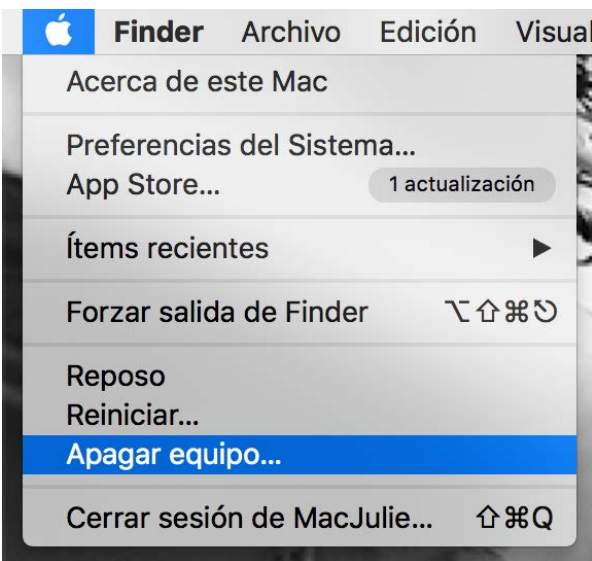 Finder Archivo Edición Visual
Acerca de este Mac
Preferencias del Sistema...
App Store... 1 actualización
Ítems recientes ▶
Forzar salida de Finder ⌥⇧⌘⎋
Reposo
Reiniciar...
Apagar equipo...
Cerrar sesión de MacJulie... ⇧⌘Q